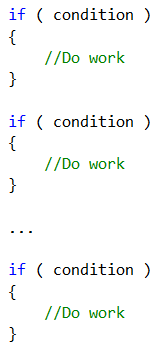 if ( condition )
{
    //Do work
}

if ( condition )
{
    //Do work
}

...

if ( condition )
{
    //Do work
}